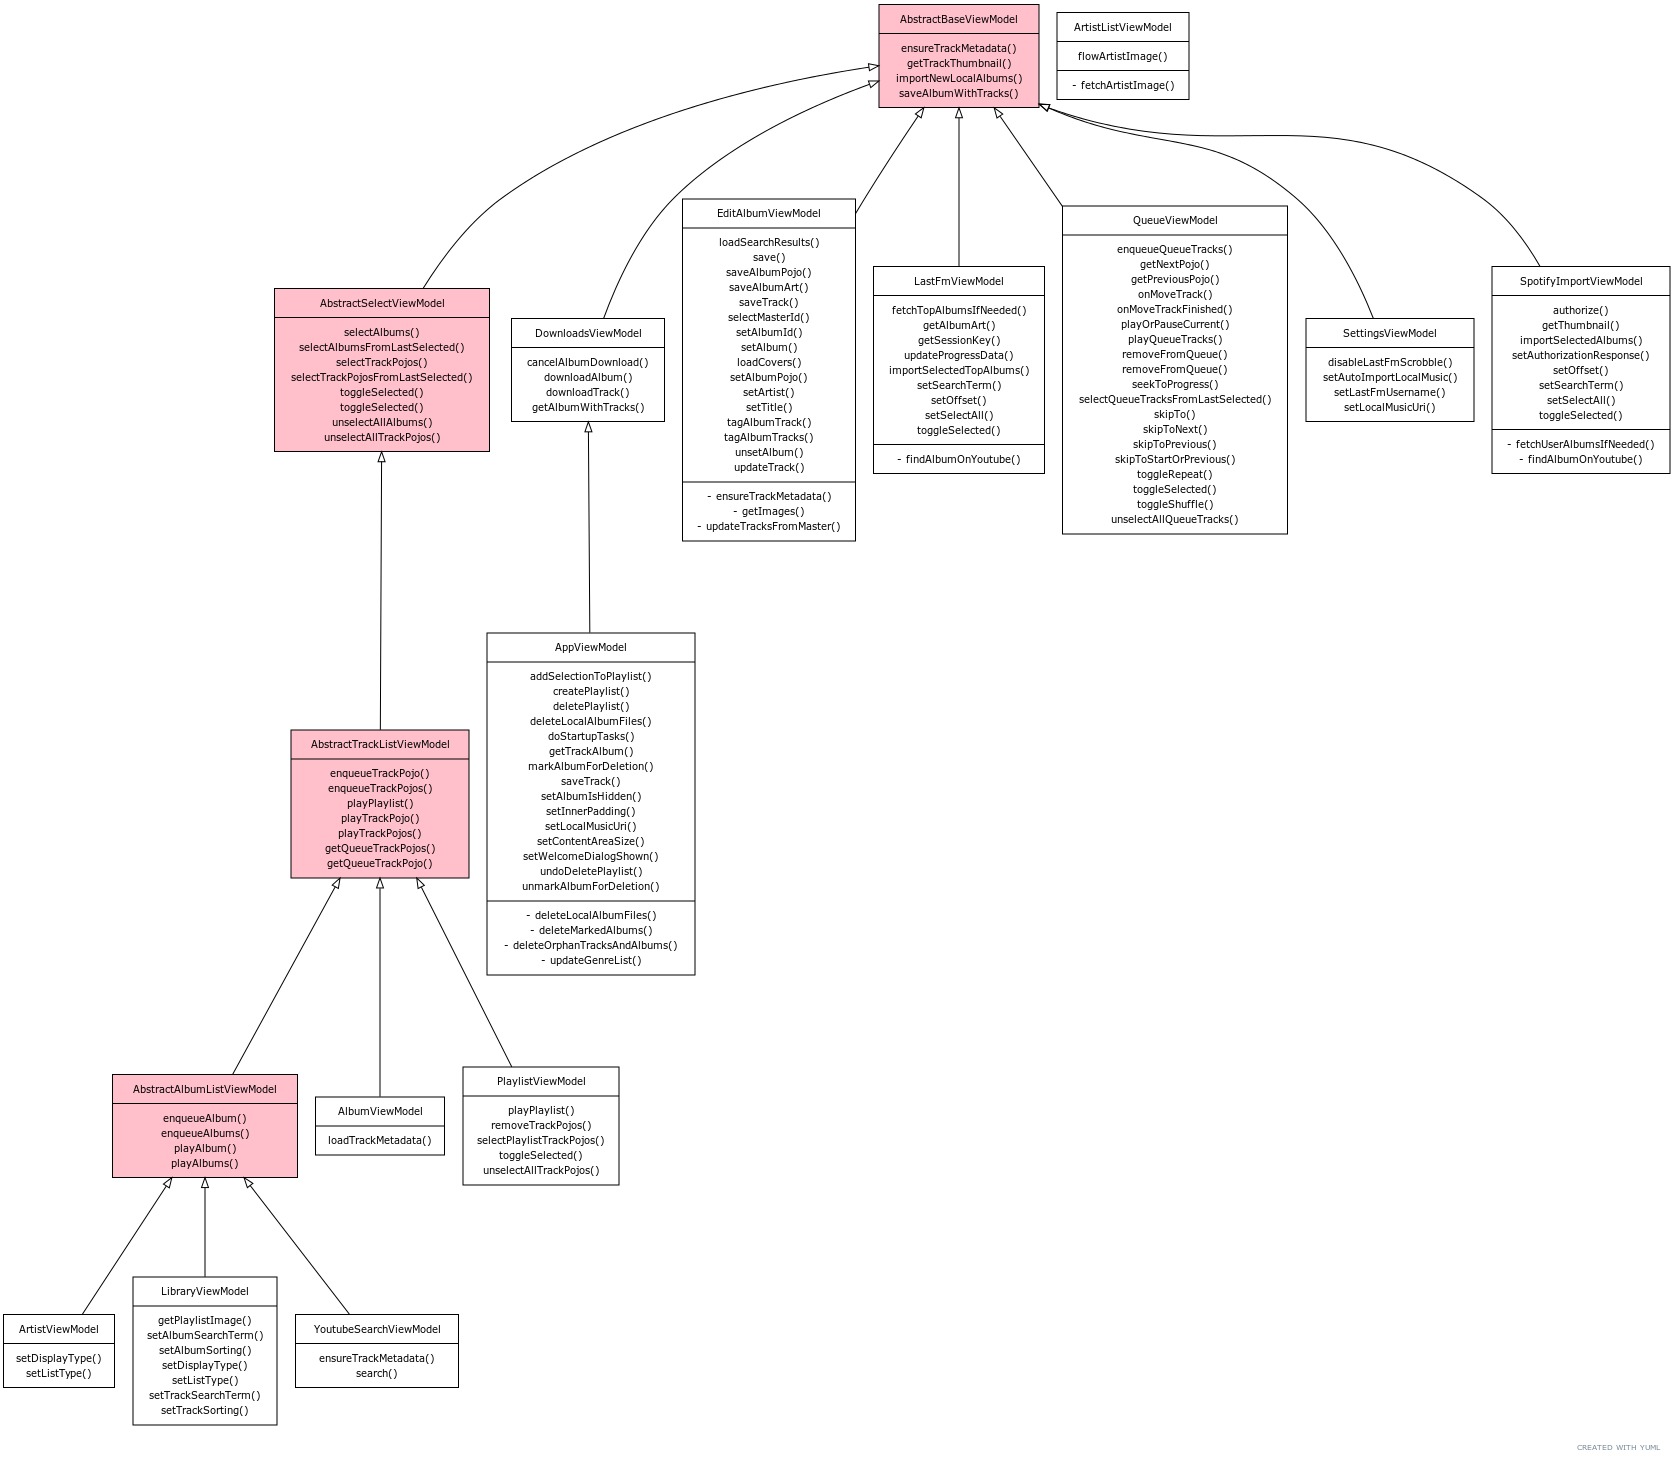 AbstractBaseViewModel
ensureTrackMetadata()
getTrackThumbnail()
importNewLocalAlbums()
saveAlbumWithTracks()
ArtistListViewModel
flowArtistImage()
- fetchArtistImage()
AbstractSelectViewModel
selectAlbums()
selectAlbumsFromLastSelected()
selectTrackPojos()
selectTrackPojosFromLastSelected()
toggleSelected()
toggleSelected()
unselectAllAlbums()
unselectAllTrackPojos()
DownloadsViewModel
cancelAlbumDownload()
downloadAlbum()
downloadTrack()
getAlbumWithTracks()
EditAlbumViewModel
loadSearchResults()
save()
saveAlbumPojo()
saveAlbumArt()
saveTrack()
selectMasterId()
setAlbumId()
setAlbum()
loadCovers()
setAlbumPojo()
setArtist()
setTitle()
tagAlbumTrack()
tagAlbumTracks()
unsetAlbum()
updateTrack()
- ensureTrackMetadata()
- getImages()
- updateTracksFromMaster()
LastFmViewModel
fetchTopAlbumsIfNeeded()
getAlbumArt()
getSessionKey()
updateProgressData()
importSelectedTopAlbums()
setSearchTerm()
setOffset()
setSelectAll()
toggleSelected()
- findAlbumOnYoutube()
QueueViewModel
enqueueQueueTracks()
getNextPojo()
getPreviousPojo()
onMoveTrack()
onMoveTrackFinished()
playOrPauseCurrent()
playQueueTracks()
removeFromQueue()
removeFromQueue()
seekToProgress()
selectQueueTracksFromLastSelected()
skipTo()
skipToNext()
skipToPrevious()
skipToStartOrPrevious()
toggleRepeat()
toggleSelected()
toggleShuffle()
unselectAllQueueTracks()
SettingsViewModel
disableLastFmScrobble()
setAutoImportLocalMusic()
setLastFmUsername()
setLocalMusicUri()
SpotifyImportViewModel
authorize()
getThumbnail()
importSelectedAlbums()
setAuthorizationResponse()
setOffset()
setSearchTerm()
setSelectAll()
toggleSelected()
- fetchUserAlbumsIfNeeded()
- findAlbumOnYoutube()
AppViewModel
addSelectionToPlaylist()
createPlaylist()
deletePlaylist()
deleteLocalAlbumFiles()
doStartupTasks()
getTrackAlbum()
markAlbumForDeletion()
saveTrack()
setAlbumIsHidden()
setInnerPadding()
setLocalMusicUri()
setContentAreaSize()
setWelcomeDialogShown()
undoDeletePlaylist()
unmarkAlbumForDeletion()
- deleteLocalAlbumFiles()
- deleteMarkedAlbums()
- deleteOrphanTracksAndAlbums()
- updateGenreList()
AbstractTrackListViewModel
enqueueTrackPojo()
enqueueTrackPojos()
playPlaylist()
playTrackPojo()
playTrackPojos()
getQueueTrackPojos()
getQueueTrackPojo()
AbstractAlbumListViewModel
enqueueAlbum()
enqueueAlbums()
playAlbum()
playAlbums()
AlbumViewModel
loadTrackMetadata()
PlaylistViewModel
playPlaylist()
removeTrackPojos()
selectPlaylistTrackPojos()
toggleSelected()
unselectAllTrackPojos()
ArtistViewModel
setDisplayType()
setListType()
LibraryViewModel
getPlaylistImage()
setAlbumSearchTerm()
setAlbumSorting()
setDisplayType()
setListType()
setTrackSearchTerm()
setTrackSorting()
YoutubeSearchViewModel
ensureTrackMetadata()
search()
CREATED WITH YUML